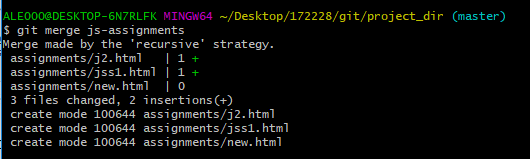 ALEOOO@DESKTOP-6N7RLFK MINGW64 ~/Desktop/172228/git/project_dir (master)
$ git merge js-assignments
Merge made by the 'recursive' strategy.
 assignments/j2.html   | 1 +
 assignments/jss1.html | 1 +
 assignments/new.html  | 0
 3 files changed, 2 insertions(+)
 create mode 100644 assignments/j2.html
 create mode 100644 assignments/jss1.html
 create mode 100644 assignments/new.html